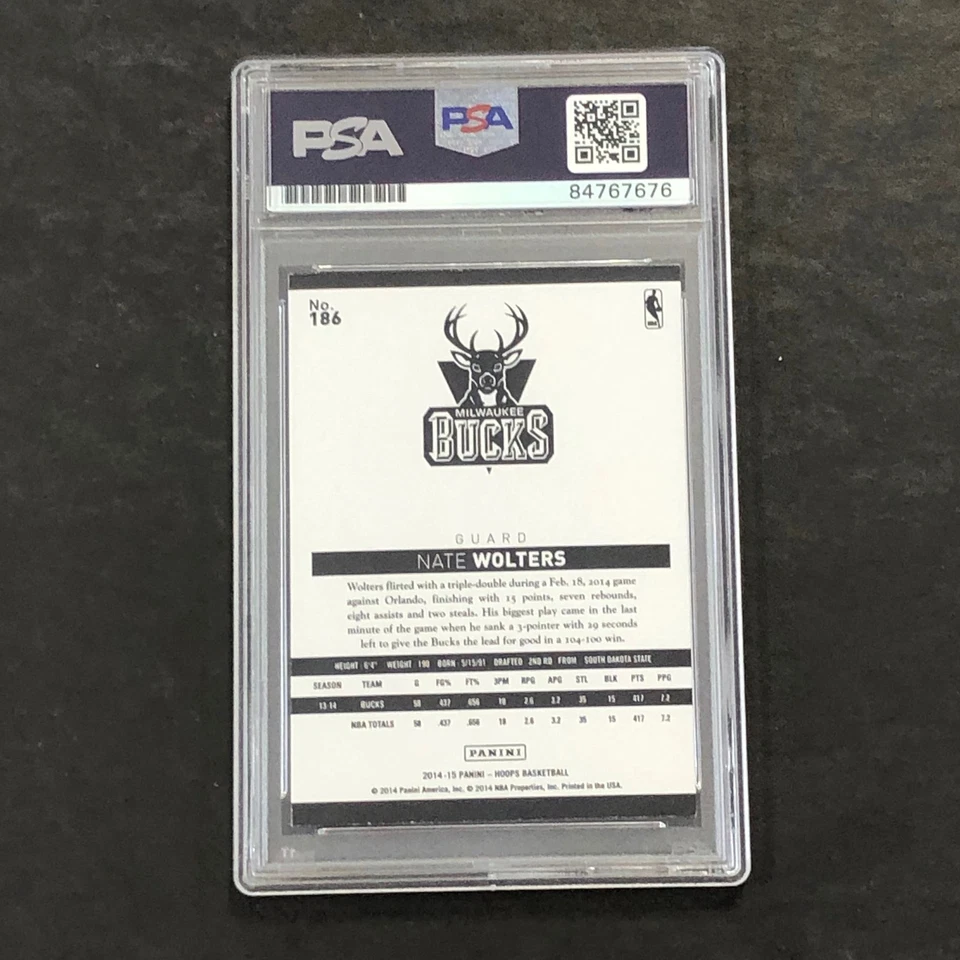 PSA PSA
84767676
No.
186
MILWAUKEE
BUCKS
GUARD
NATE WOLTERS
Wolters flirted with a triple-double during a Feb. 18, 2014 game
against Orlando, finishing with 15 points, seven rebounds,
eight assists and two steals. His biggest play came in the last
minute of the game when he sank a 3-pointer with 29 seconds
left to give the Bucks the lead for good in a 104-100 win.
HEIGHT 6'4" WEIGHT 190 BORN 5/15/91 DRAFTED 2ND RD FROM SOUTH DAKOTA STATE
SEASON TEAM G FG% FT% 3PM RPG APG STL BLK PTS PPG
13-14 BUCKS 58 .437 .656 18 2.6 3.2 35 15 417 7.2
NBA TOTALS 58 .437 .656 18 2.6 3.2 35 15 417 7.2
PANINI
2014-15 PANINI – HOOPS BASKETBALL
© 2014 Panini America, Inc. © 2014 NBA Properties, Inc. Printed in the USA.